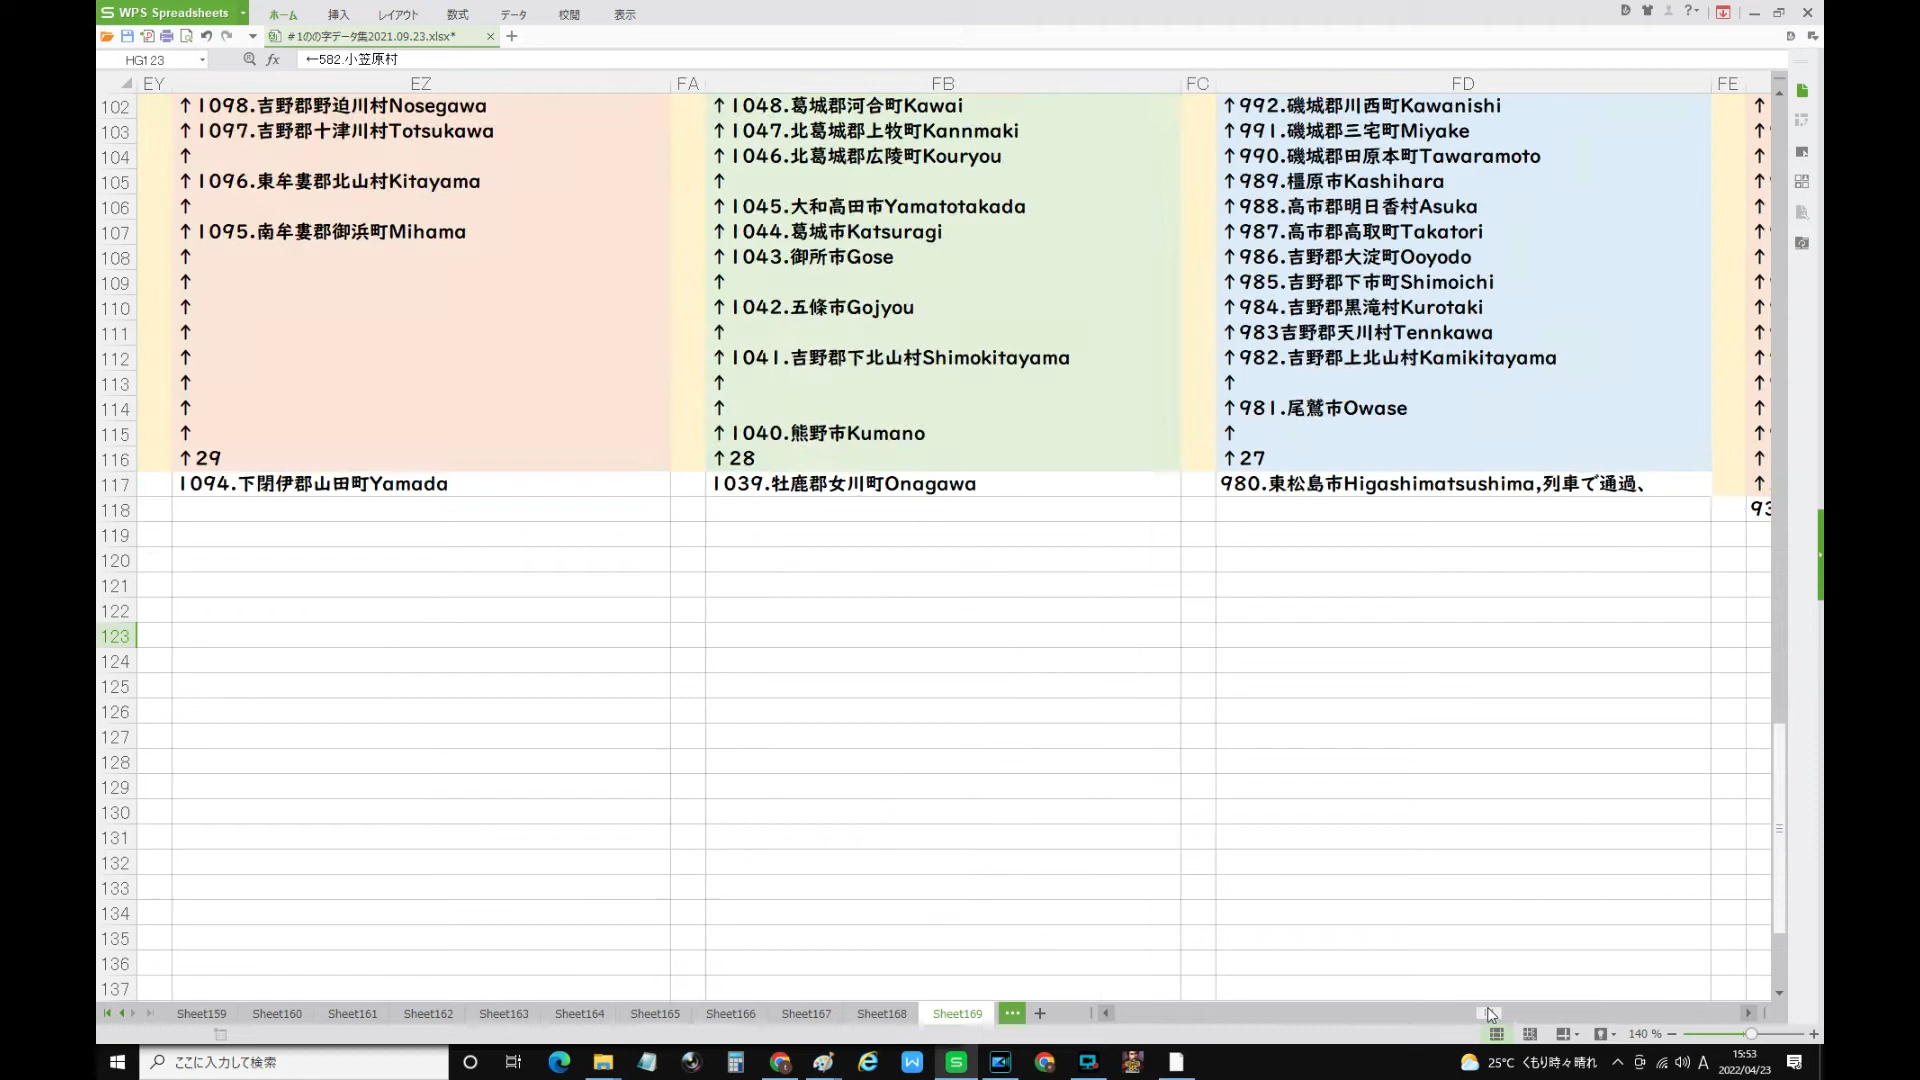 WPS Spreadsheets ホーム 挿入 レイアウト 数式 データ 校閲 表示
#1のの字データ集2021.09.23.xlsx*
HG123 fx ←582.小笠原村
EY EZ FA FB FC FD FE
102 ↑1098.吉野郡野迫川村Nosegawa ↑1048.葛城郡河合町Kawai ↑992.磯城郡川西町Kawanishi ↑
103 ↑1097.吉野郡十津川村Totsukawa ↑1047.北葛城郡上牧町Kannmaki ↑991.磯城郡三宅町Miyake ↑
104 ↑ ↑1046.北葛城郡広陵町Kouryou ↑990.磯城郡田原本町Tawaramoto ↑
105 ↑1096.東牟婁郡北山村Kitayama ↑ ↑989.橿原市Kashihara ↑
106 ↑ ↑1045.大和高田市Yamatotakada ↑988.高市郡明日香村Asuka ↑
107 ↑1095.南牟婁郡御浜町Mihama ↑1044.葛城市Katsuragi ↑987.高市郡高取町Takatori ↑
108 ↑ ↑1043.御所市Gose ↑986.吉野郡大淀町Ooyodo ↑
109 ↑ ↑ ↑985.吉野郡下市町Shimoichi ↑
110 ↑ ↑1042.五條市Gojyou ↑984.吉野郡黒滝村Kurotaki ↑
111 ↑ ↑ ↑983吉野郡天川村Tennkawa ↑
112 ↑ ↑1041.吉野郡下北山村Shimokitayama ↑982.吉野郡上北山村Kamikitayama ↑
113 ↑ ↑ ↑ ↑
114 ↑ ↑ ↑981.尾鷲市Owase ↑
115 ↑ ↑1040.熊野市Kumano ↑ ↑
116 ↑29 ↑28 ↑27 ↑
117 1094.下閉伊郡山田町Yamada 1039.牡鹿郡女川町Onagawa 980.東松島市Higashimatsushima,列車で通過、 ↑
118 93
119
120
121
122
123
124
125
126
127
128
129
130
131
132
133
134
135
136
137
Sheet159 Sheet160 Sheet161 Sheet162 Sheet163 Sheet164 Sheet165 Sheet166 Sheet167 Sheet168 Sheet169
140 %
ここに入力して検索 25°C くもり時々晴れ A 15:53
2022/04/23